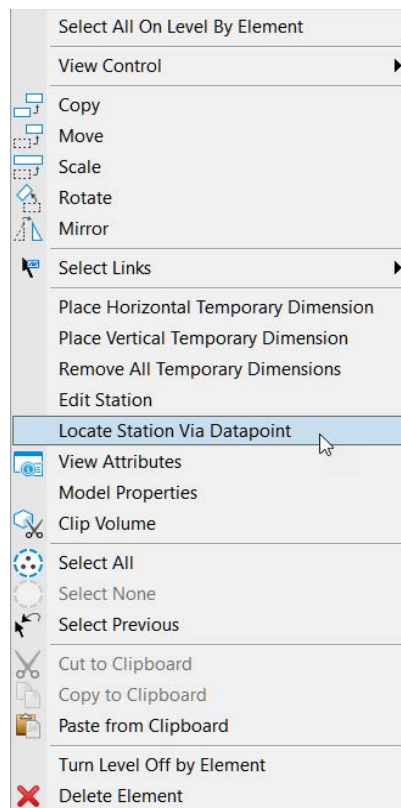 Select All On Level By Element
View Control
Copy
Move
Scale
Rotate
Mirror
Select Links
Place Horizontal Temporary Dimension
Place Vertical Temporary Dimension
Remove All Temporary Dimensions
Edit Station
Locate Station Via Datapoint
View Attributes
Model Properties
Clip Volume
Select All
Select None
Select Previous
Cut to Clipboard
Copy to Clipboard
Paste from Clipboard
Turn Level Off by Element
Delete Element